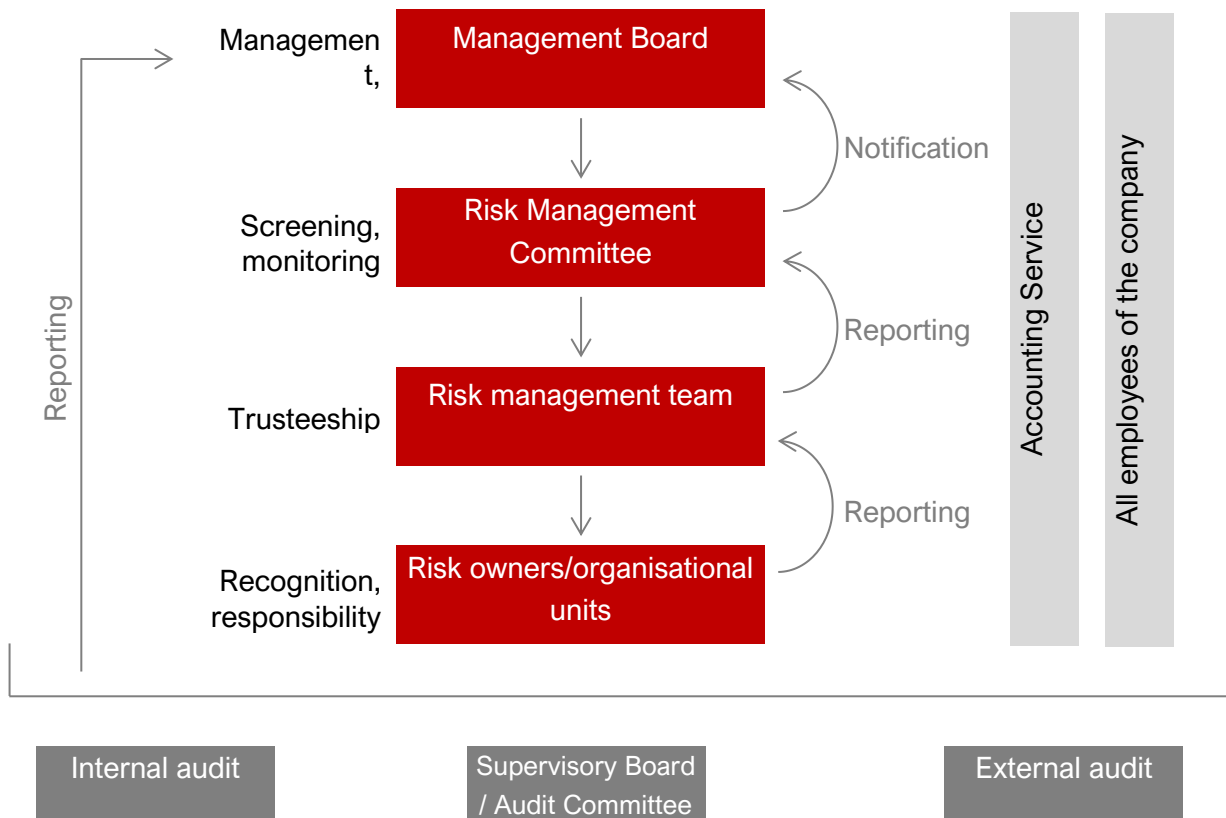 Managemen
t,
Management Board
Notification
Screening,
monitoring
Risk Management
Committee
Reporting
Reporting
Trusteeship
Risk management team
Reporting
Recognition,
responsibility
Risk owners/organisational
units
Accounting Service
All employees of the company
Internal audit
Supervisory Board
/ Audit Committee
External audit